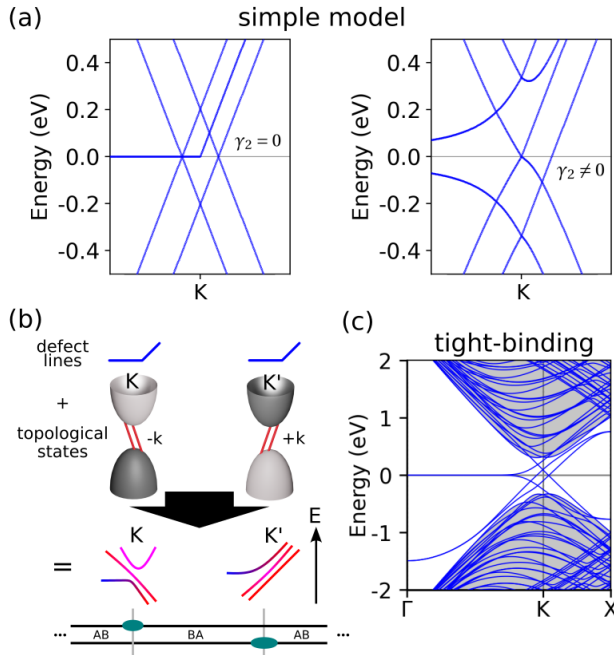 (a) simple model
Energy (eV)
0.4
0.2
0.0
-0.2
-0.4
γ₂ = 0
K
Energy (eV)
0.4
0.2
0.0
-0.2
-0.4
γ₂ ≠ 0
K
(b)
defect
lines
+
topological
states
K
K'
-k
+k
=
K
K'
E
... AB BA AB ...
(c)
tight-binding
Energy (eV)
2
1
0
-1
-2
Γ K X